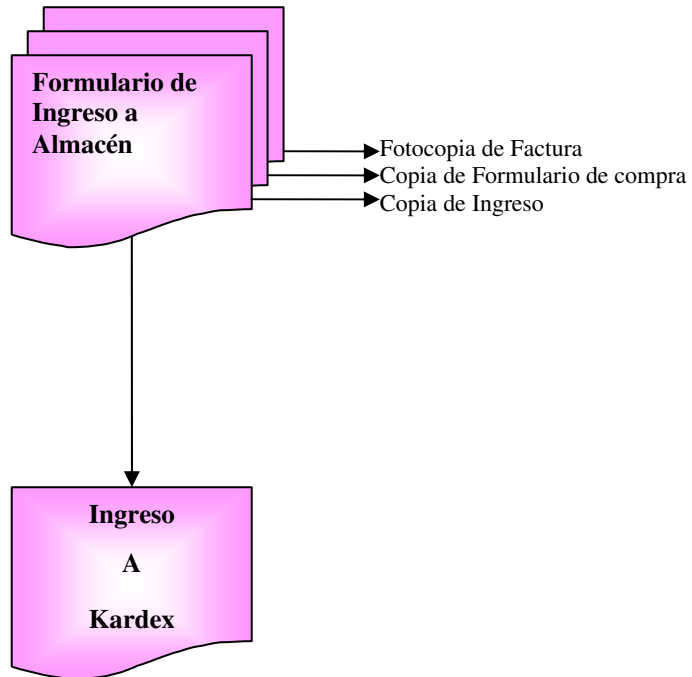 Formulario de
Ingreso a
Almacén
Fotocopia de Factura
Copia de Formulario de compra
Copia de Ingreso
Ingreso
A
Kardex